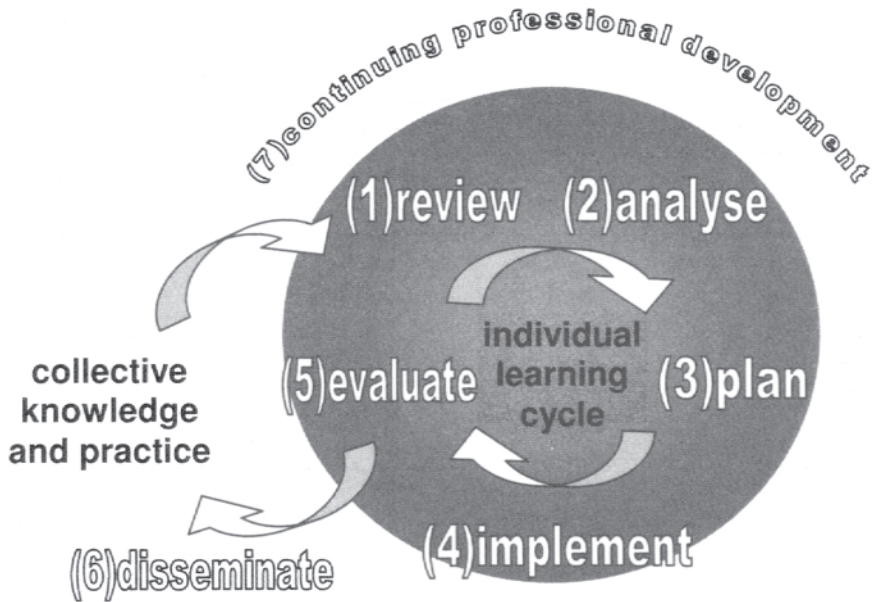 (7)continuing professional development
(1)review
(2)analyse
individual
learning
cycle
(5)evaluate
(3)plan
collective
knowledge
and practice
(4)implement
(6)disseminate